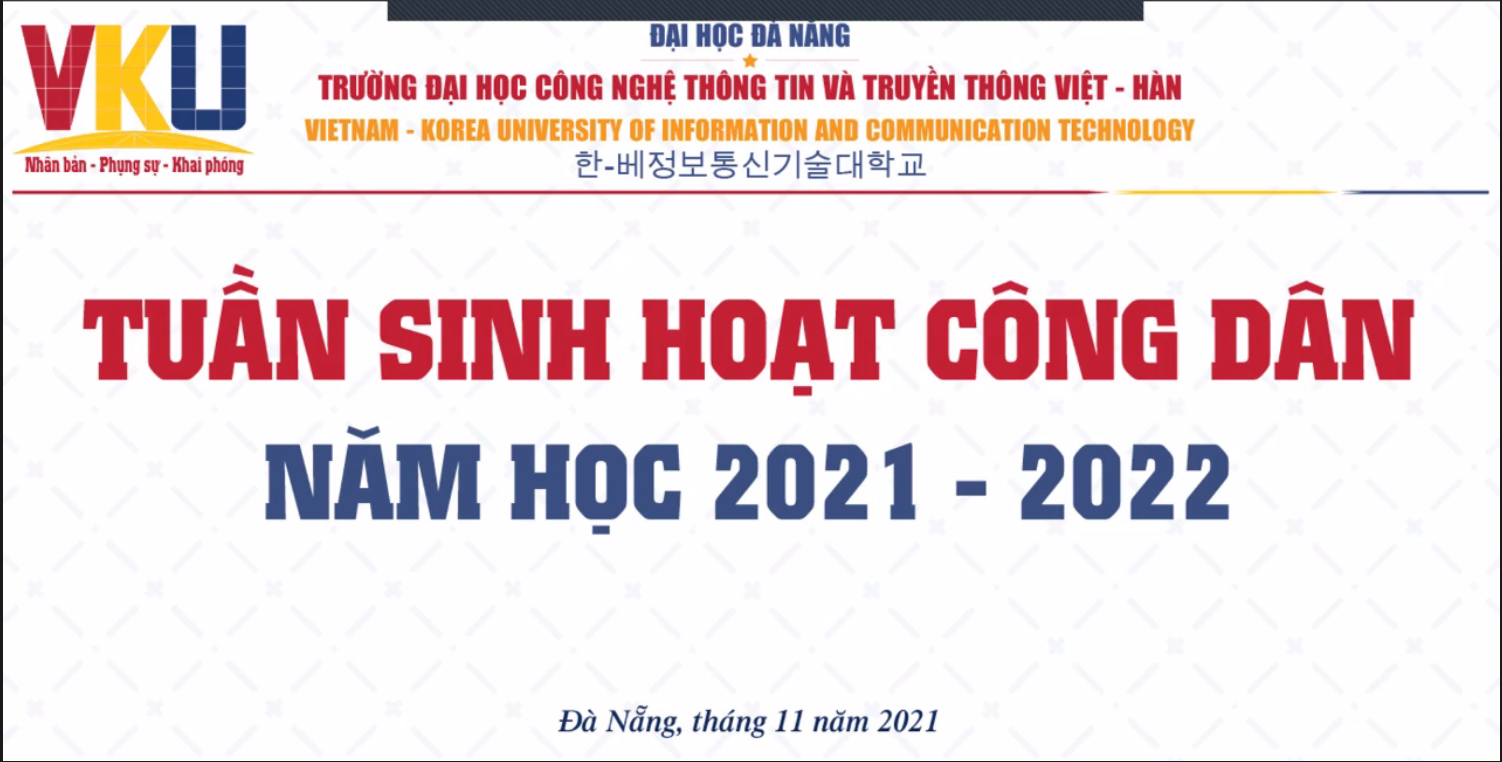 VKU
Nhân bản - Phụng sự - Khai phóng
ĐẠI HỌC ĐÀ NẴNG
TRƯỜNG ĐẠI HỌC CÔNG NGHỆ THÔNG TIN VÀ TRUYỀN THÔNG VIỆT - HÀN
VIETNAM - KOREA UNIVERSITY OF INFORMATION AND COMMUNICATION TECHNOLOGY
한-베정보통신기술대학교
TUẦN SINH HOẠT CÔNG DÂN
NĂM HỌC 2021 - 2022
Đà Nẵng, tháng 11 năm 2021